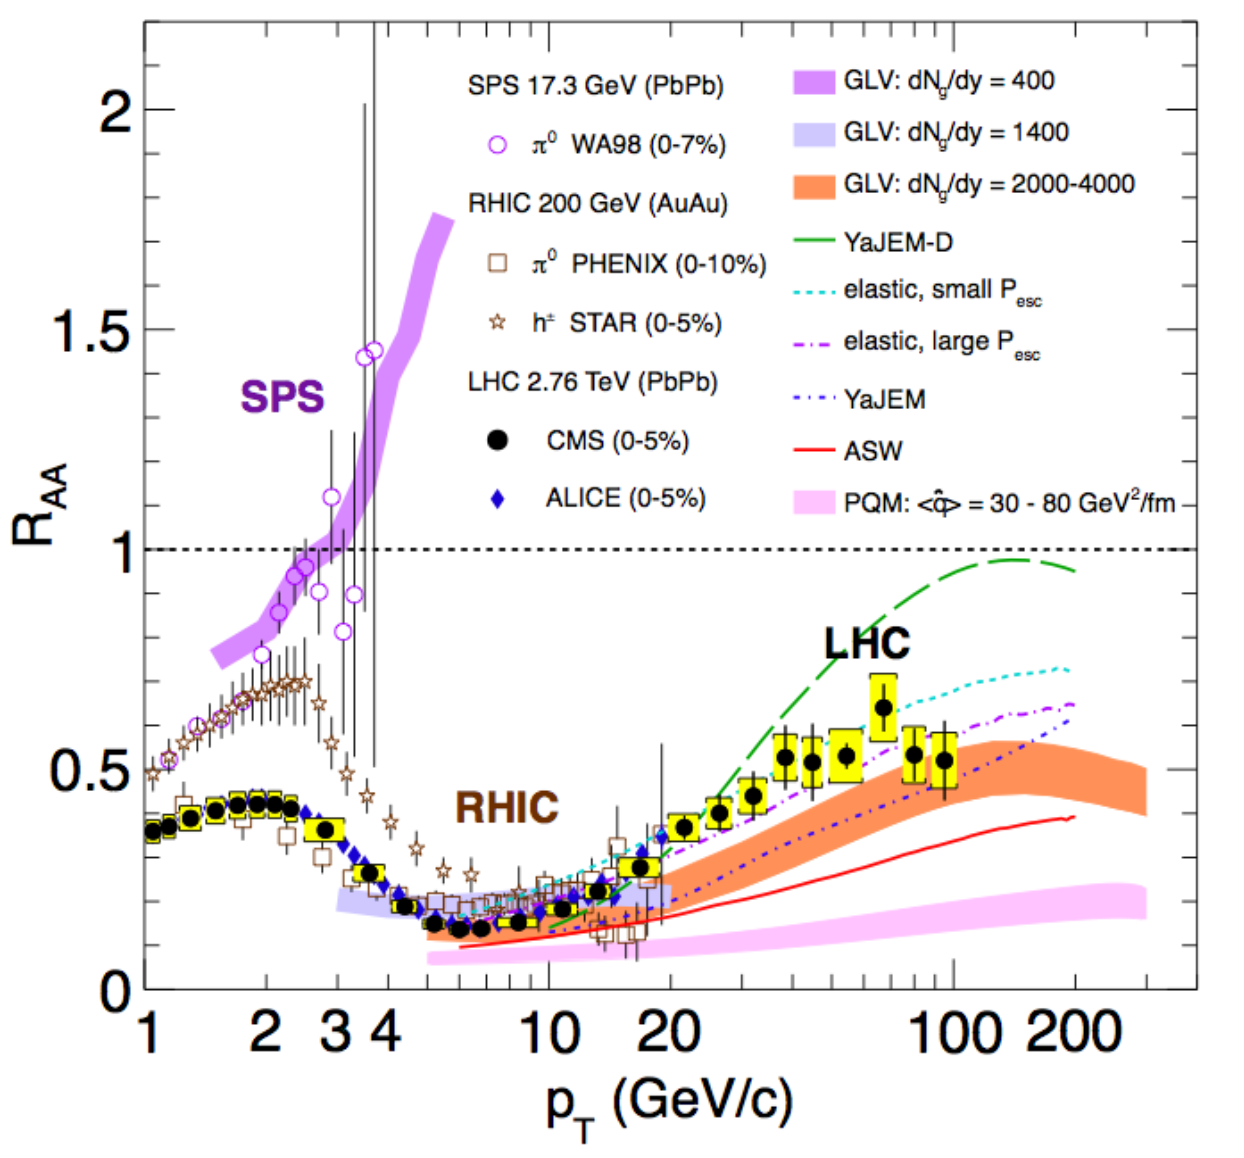 2
1.5
1
0.5
0
R_AA
1
2
3
4
10
20
100
200
p_T (GeV/c)
SPS 17.3 GeV (PbPb)
π⁰ WA98 (0-7%)
RHIC 200 GeV (AuAu)
π⁰ PHENIX (0-10%)
h± STAR (0-5%)
LHC 2.76 TeV (PbPb)
CMS (0-5%)
ALICE (0-5%)
GLV: dN_g/dy = 400
GLV: dN_g/dy = 1400
GLV: dN_g/dy = 2000-4000
YaJEM-D
elastic, small P_esc
elastic, large P_esc
YaJEM
ASW
PQM: <q̂> = 30 - 80 GeV²/fm
SPS
RHIC
LHC